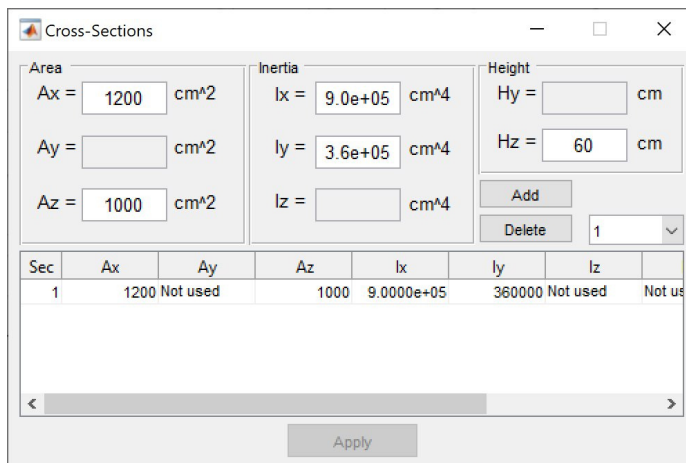 Cross-Sections
Area
Ax = 1200 cm^2
Ay = cm^2
Az = 1000 cm^2
Inertia
Ix = 9.0e+05 cm^4
Iy = 3.6e+05 cm^4
Iz = cm^4
Height
Hy = cm
Hz = 60 cm
Add
Delete 1
Sec Ax Ay Az Ix Iy Iz
1 1200 Not used 1000 9.0000e+05 360000 Not used Not us
Apply